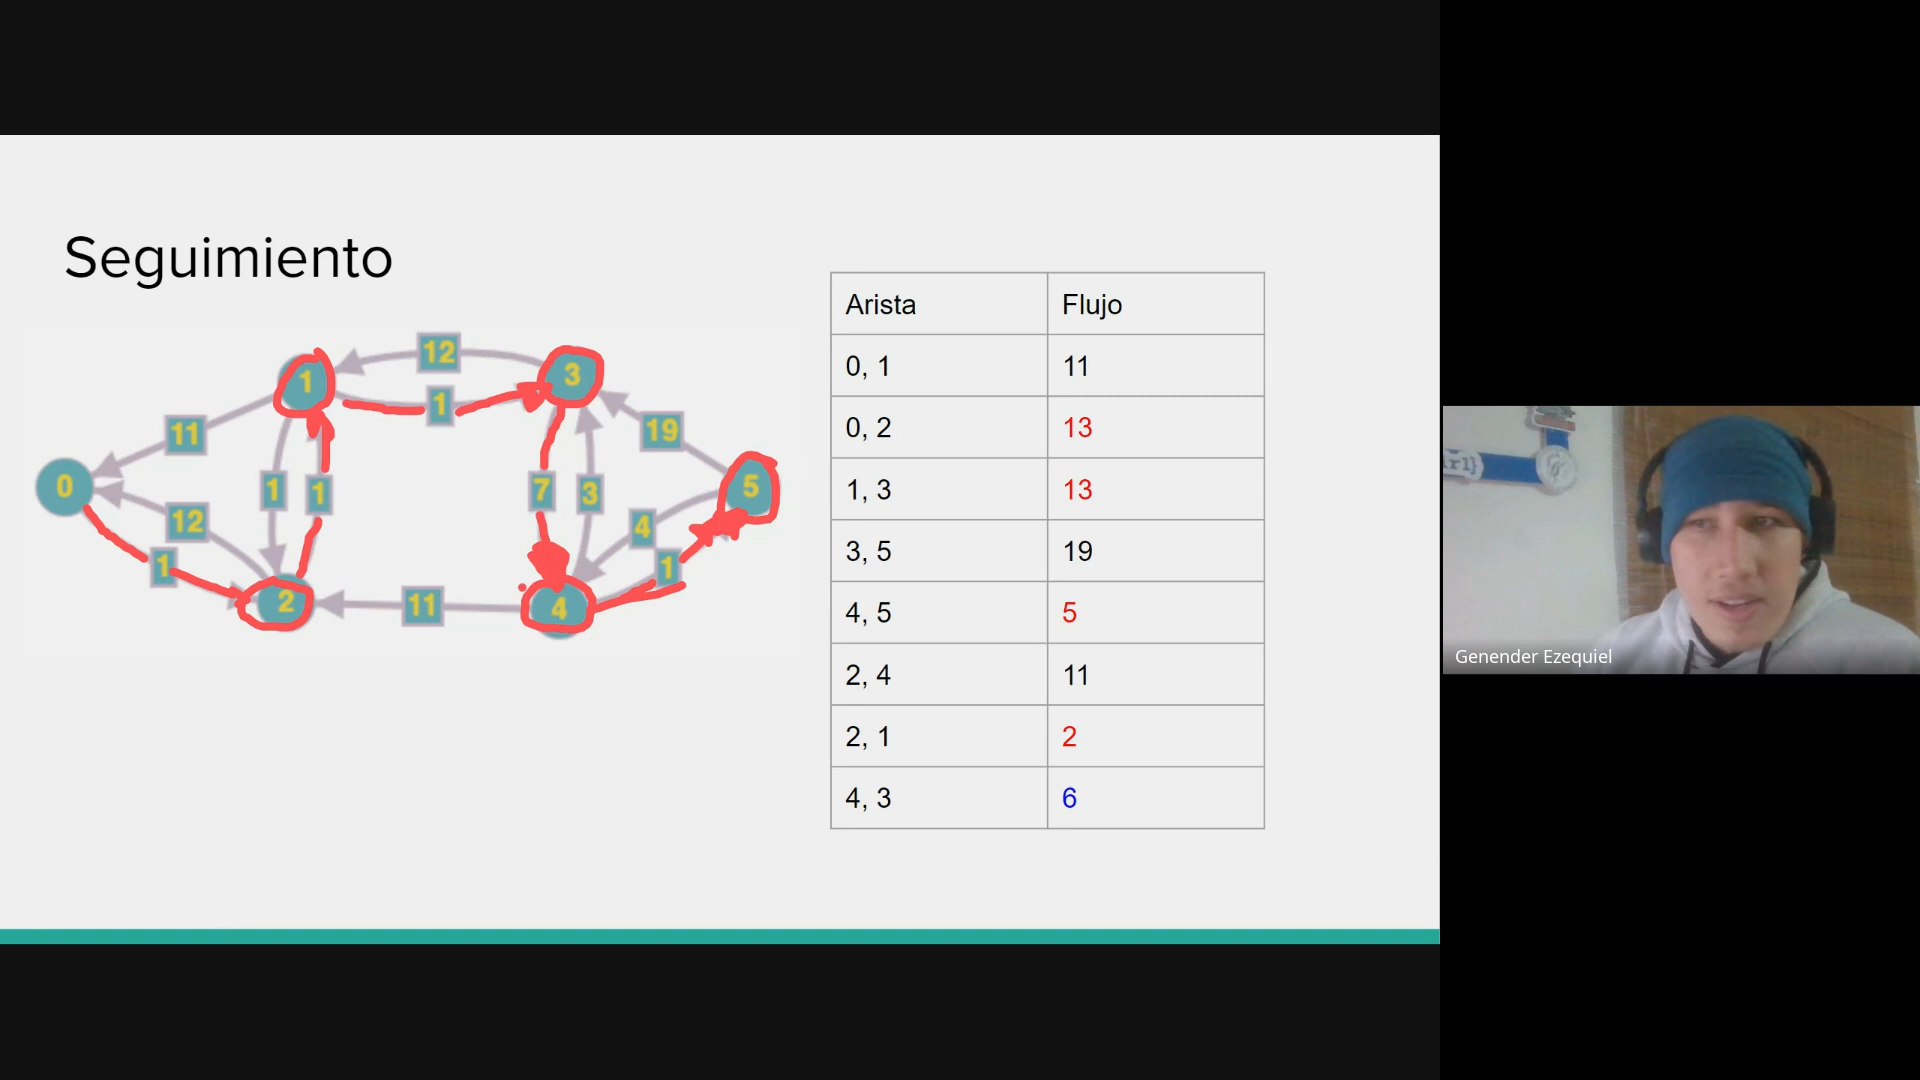 Seguimiento
12
1
3
1
11
19
0
5
1
1
7
3
12
4
1
1
2
11
4
Arista Flujo
0, 1 11
0, 2 13
1, 3 13
3, 5 19
4, 5 5
2, 4 11
2, 1 2
4, 3 6
Genender Ezequiel